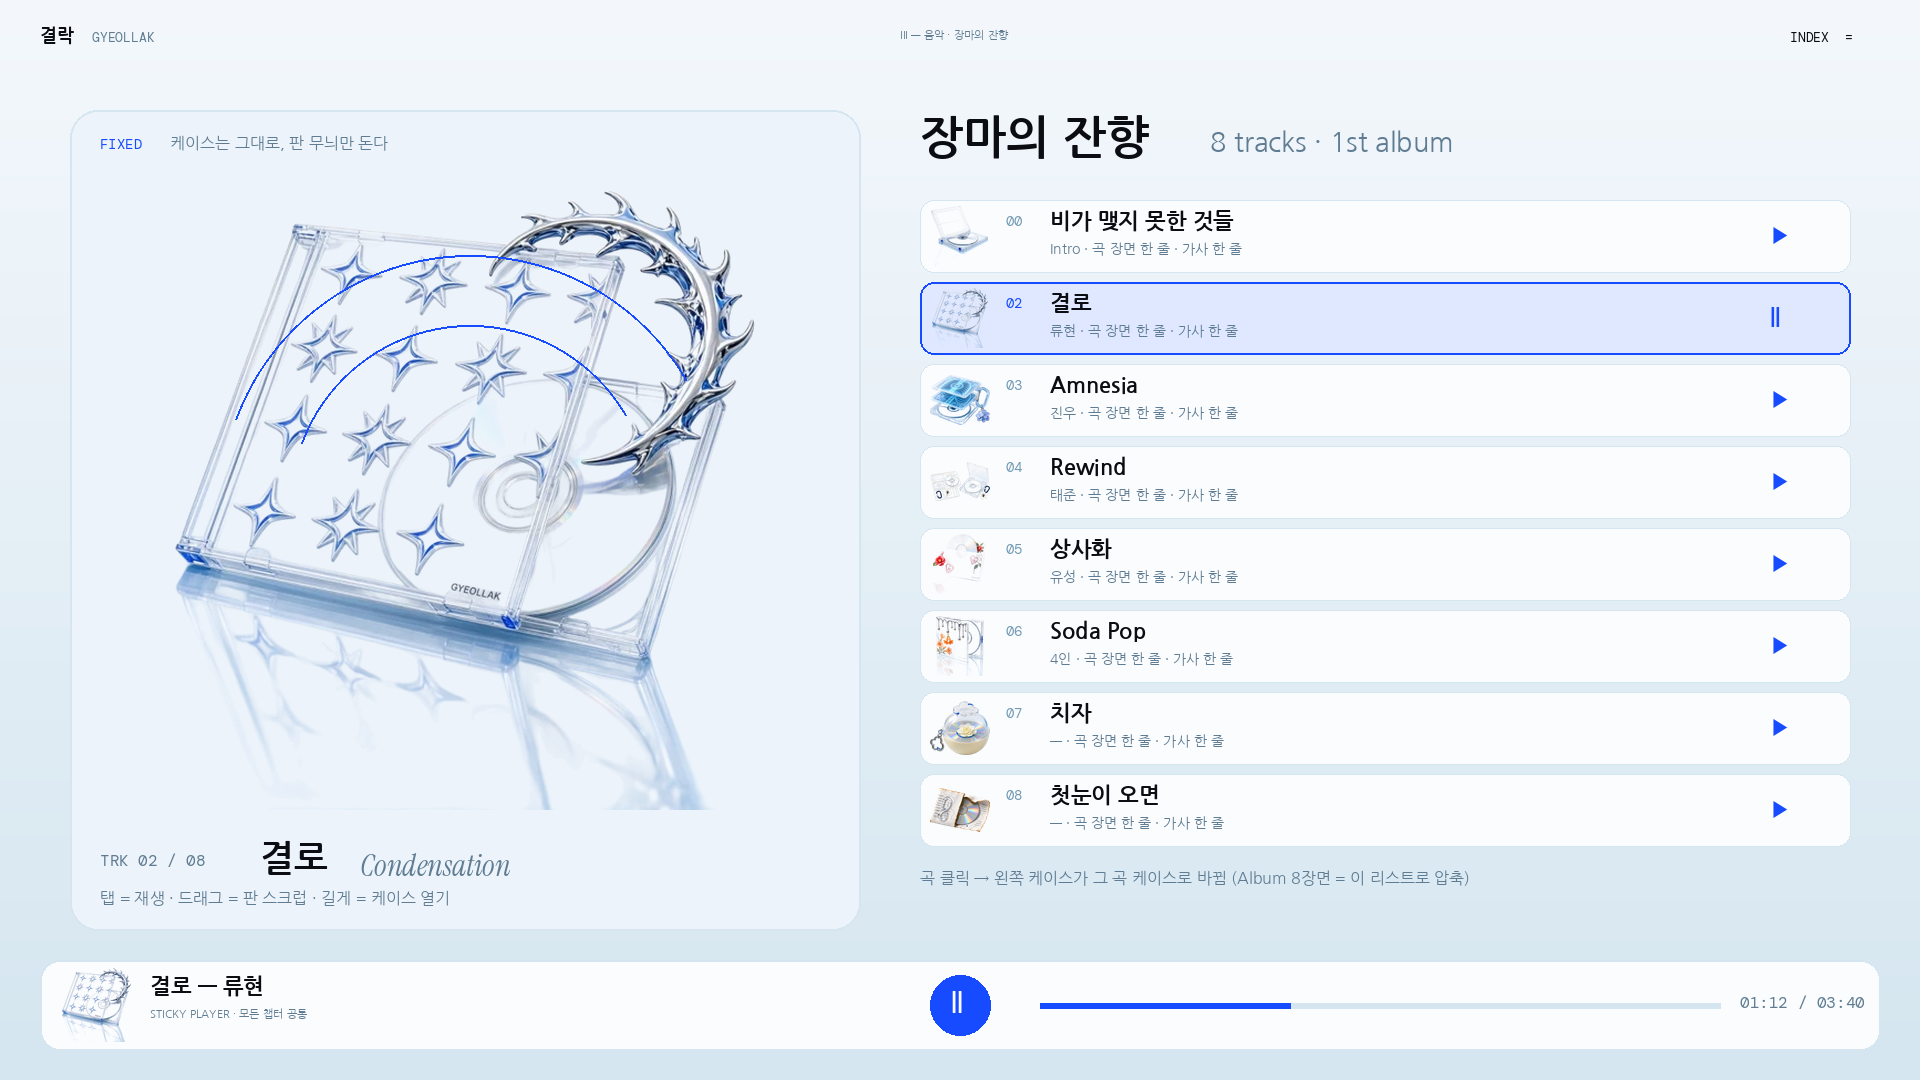 결락 GYEOLLAK
III — 음악 · 장마의 잔향
INDEX =
FIXED 케이스는 그대로, 판 무늬만 돈다
GYEOLLAK
TRK 02 / 08 결로 Condensation
탭 = 재생 · 드래그 = 판 스크럽 · 길게 = 케이스 열기
장마의 잔향 8 tracks · 1st album
00 비가 맺지 못한 것들
Intro · 곡 장면 한 줄 · 가사 한 줄
02 결로
류현 · 곡 장면 한 줄 · 가사 한 줄
03 Amnesia
진우 · 곡 장면 한 줄 · 가사 한 줄
04 Rewind
태준 · 곡 장면 한 줄 · 가사 한 줄
05 상사화
유성 · 곡 장면 한 줄 · 가사 한 줄
06 Soda Pop
4인 · 곡 장면 한 줄 · 가사 한 줄
07 치자
— · 곡 장면 한 줄 · 가사 한 줄
08 첫눈이 오면
— · 곡 장면 한 줄 · 가사 한 줄
곡 클릭 → 왼쪽 케이스가 그 곡 케이스로 바뀜 (Album 8장면 = 이 리스트로 압축)
결로 — 류현
STICKY PLAYER · 모든 챕터 공통
01:12 / 03:40